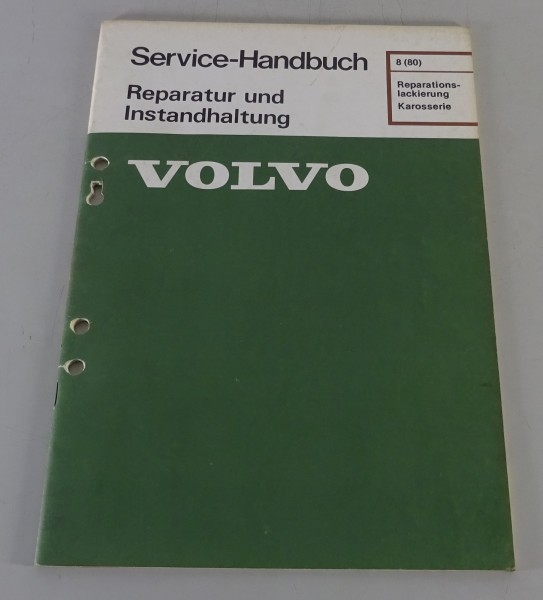 Service-Handbuch
Reparatur und
Instandhaltung
8 (80)
Reparations-
lackierung
Karosserie
VOLVO